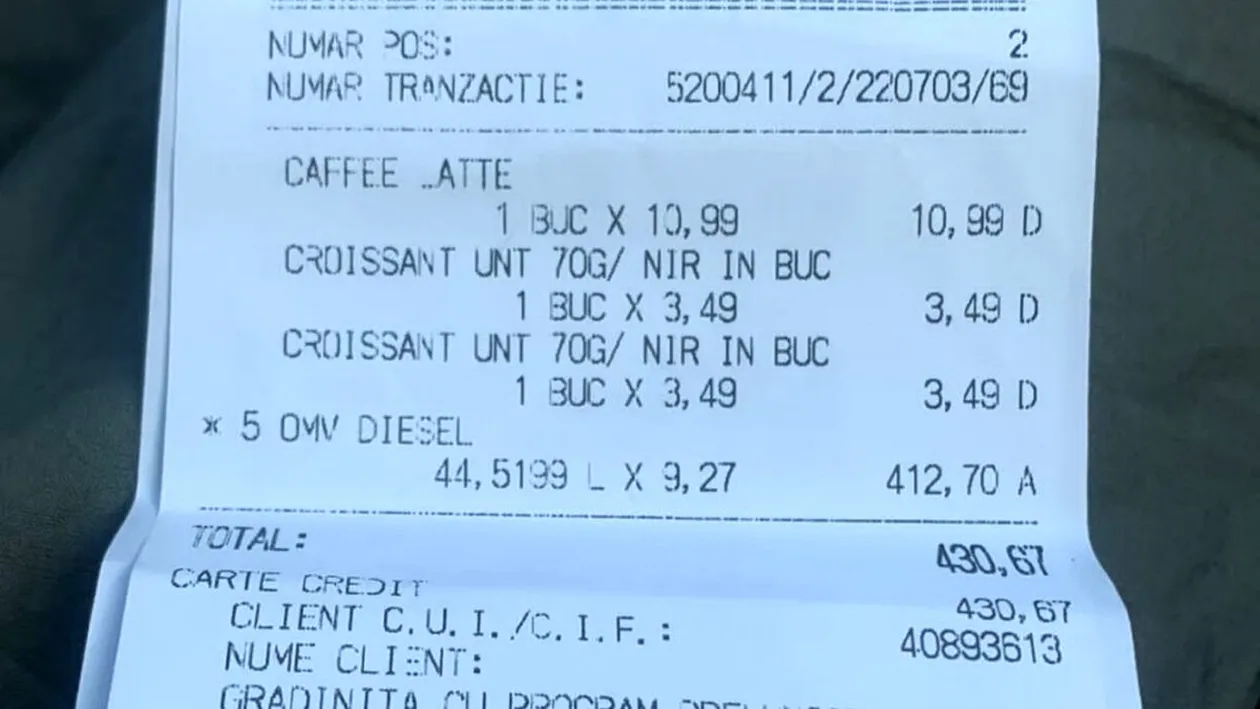 NUMAR POS: 2
NUMAR TRANZACTIE: 5200411/2/220703/69
CAFFEE LATTE
1 BUC X 10,99 10,99 D
CROISSANT UNT 70G/ NIR IN BUC
1 BUC X 3,49 3,49 D
CROISSANT UNT 70G/ NIR IN BUC
1 BUC X 3,49 3,49 D
* 5 OMV DIESEL
44,5199 L X 9,27 412,70 A
TOTAL: 430,67
CARTE CREDIT 430,67
CLIENT C.U.I./C.I.F.: 40893613
NUME CLIENT:
GRADINITA CU PROGRAM